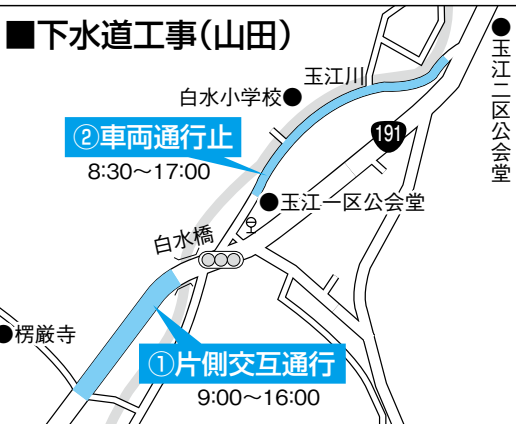 ■下水道工事(山田)
玉江川
白水小学校●
②車両通行止
8:30～17:00
191
●玉江二区公会堂
●玉江一区公会堂
白水橋
●楞厳寺
①片側交互通行
9:00～16:00